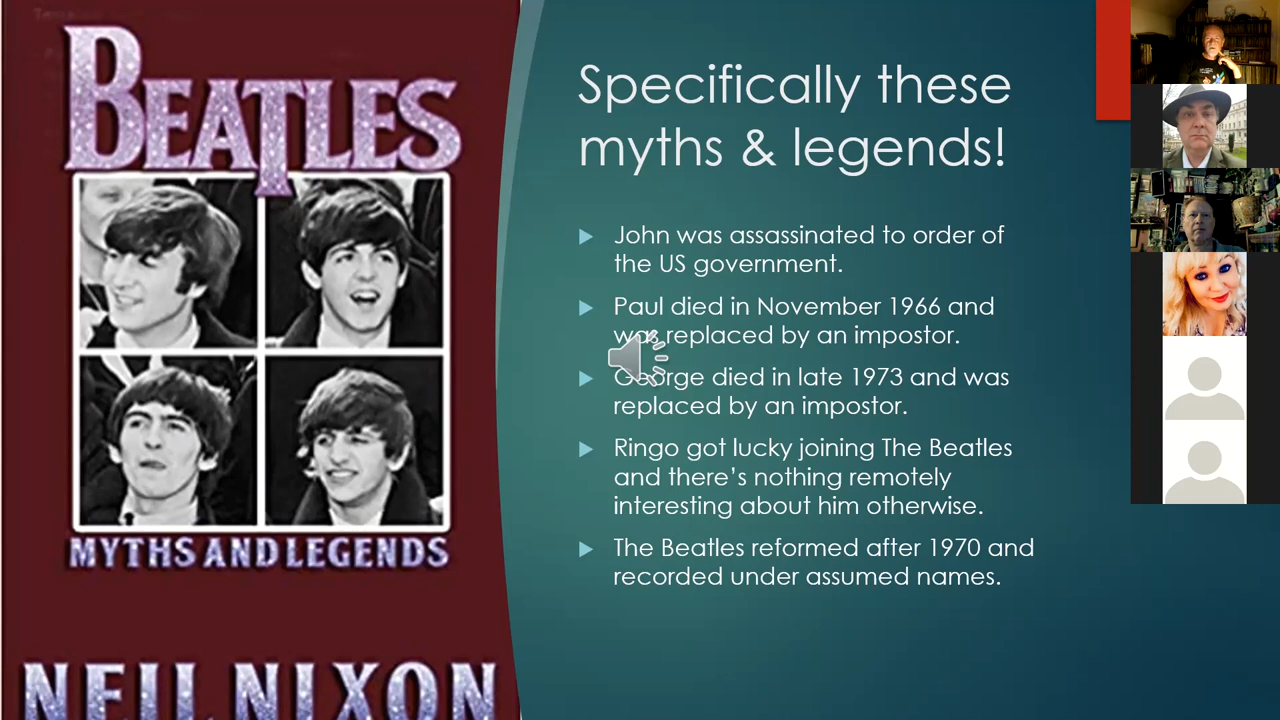 BEATLES
MYTHS AND LEGENDS
NEIL NIXON
Specifically these
myths & legends!
John was assassinated to order of
the US government.
Paul died in November 1966 and
was replaced by an impostor.
George died in late 1973 and was
replaced by an impostor.
Ringo got lucky joining The Beatles
and there's nothing remotely
interesting about him otherwise.
The Beatles reformed after 1970 and
recorded under assumed names.